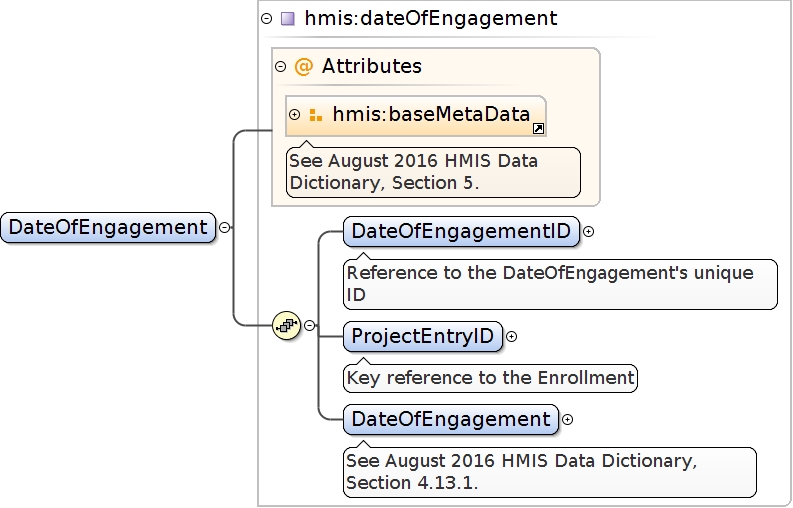 hmis:dateOfEngagement
@ Attributes
hmis:baseMetaData
See August 2016 HMIS Data
Dictionary, Section 5.
DateOfEngagement
DateOfEngagementID
Reference to the DateOfEngagement's unique
ID
ProjectEntryID
Key reference to the Enrollment
DateOfEngagement
See August 2016 HMIS Data Dictionary,
Section 4.13.1.